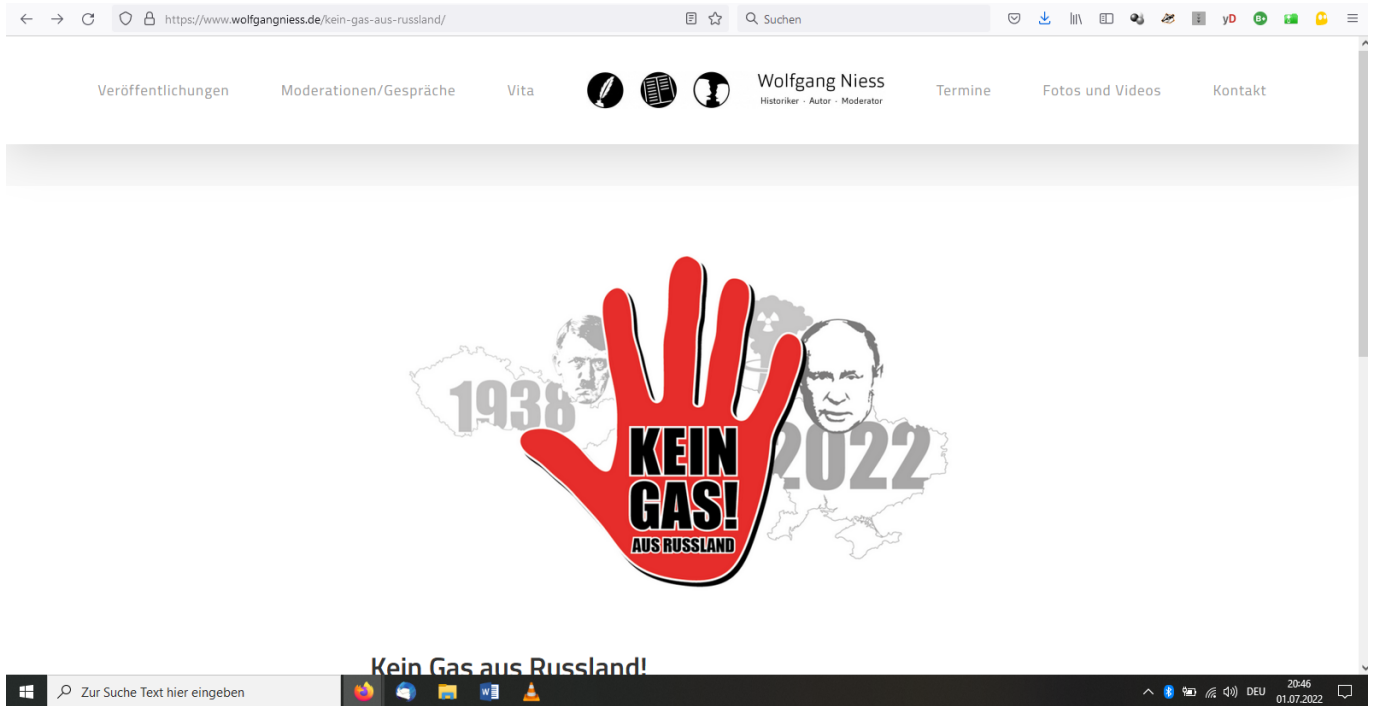 https://www.wolfgangniess.de/kein-gas-aus-russland/
Suchen
yD
B+
Veröffentlichungen
Moderationen/Gespräche
Vita
Wolfgang Niess
Historiker · Autor · Moderator
Termine
Fotos und Videos
Kontakt
1938
2022
KEIN
GAS!
AUS RUSSLAND
Kein Gas aus Russland!
Zur Suche Text hier eingeben
DEU
20:46
01.07.2022